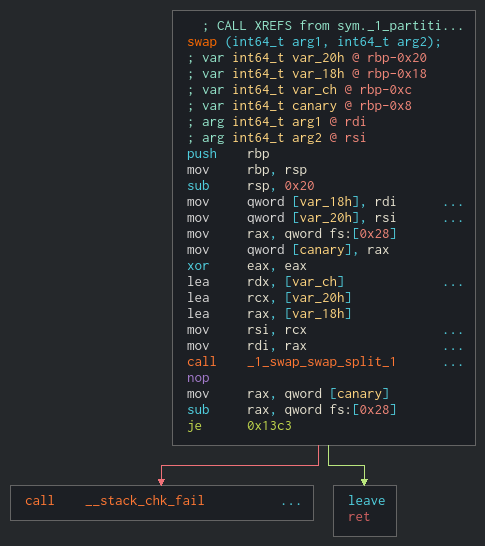 ; CALL XREFS from sym._1_partiti...
swap (int64_t arg1, int64_t arg2);
; var int64_t var_20h @ rbp-0x20
; var int64_t var_18h @ rbp-0x18
; var int64_t var_ch @ rbp-0xc
; var int64_t canary @ rbp-0x8
; arg int64_t arg1 @ rdi
; arg int64_t arg2 @ rsi
push rbp
mov rbp, rsp
sub rsp, 0x20
mov qword [var_18h], rdi ...
mov qword [var_20h], rsi ...
mov rax, qword fs:[0x28]
mov qword [canary], rax
xor eax, eax
lea rdx, [var_ch] ...
lea rcx, [var_20h]
lea rax, [var_18h]
mov rsi, rcx ...
mov rdi, rax ...
call _1_swap_swap_split_1 ...
nop
mov rax, qword [canary]
sub rax, qword fs:[0x28]
je 0x13c3
call __stack_chk_fail ...
leave
ret